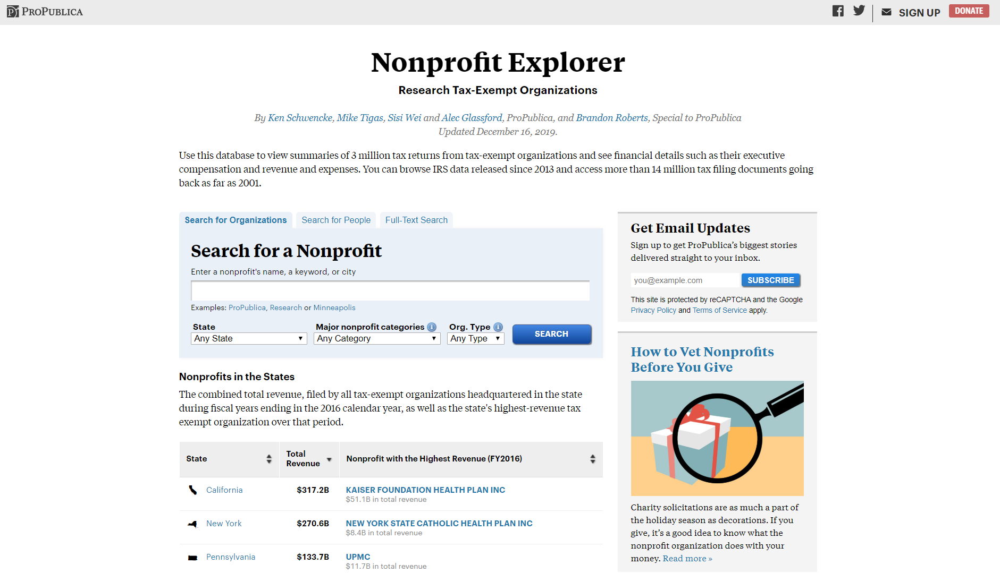 ProPublica
SIGN UP
DONATE
Nonprofit Explorer
Research Tax-Exempt Organizations
By Ken Schwencke, Mike Tigas, Sisi Wei and Alec Glassford, ProPublica, and Brandon Roberts, Special to ProPublica
Updated December 16, 2019.
Use this database to view summaries of 3 million tax returns from tax-exempt organizations and see financial details such as their executive
compensation and revenue and expenses. You can browse IRS data released since 2013 and access more than 14 million tax filing documents going
back as far as 2001.
Search for Organizations
Search for People
Full-Text Search
Search for a Nonprofit
Enter a nonprofit's name, a keyword, or city
Examples: ProPublica, Research or Minneapolis
State
Any State
Major nonprofit categories
Any Category
Org. Type
Any Type
SEARCH
Nonprofits in the States
The combined total revenue, filed by all tax-exempt organizations headquartered in the state
during fiscal years ending in the 2016 calendar year, as well as the state's highest-revenue tax
exempt organization over that period.
State
Total
Revenue
Nonprofit with the Highest Revenue (FY2016)
California
$317.2B
KAISER FOUNDATION HEALTH PLAN INC
$51.1B in total revenue
New York
$270.6B
NEW YORK STATE CATHOLIC HEALTH PLAN INC
$8.4B in total revenue
Pennsylvania
$133.7B
UPMC
$11.7B in total revenue
Get Email Updates
Sign up to get ProPublica’s biggest stories
delivered straight to your inbox.
you@example.com
SUBSCRIBE
This site is protected by reCAPTCHA and the Google
Privacy Policy and Terms of Service apply.
How to Vet Nonprofits
Before You Give
Charity solicitations are as much a part of
the holiday season as decorations. If you
give, it’s a good idea to know what the
nonprofit organization does with your
money. Read more »